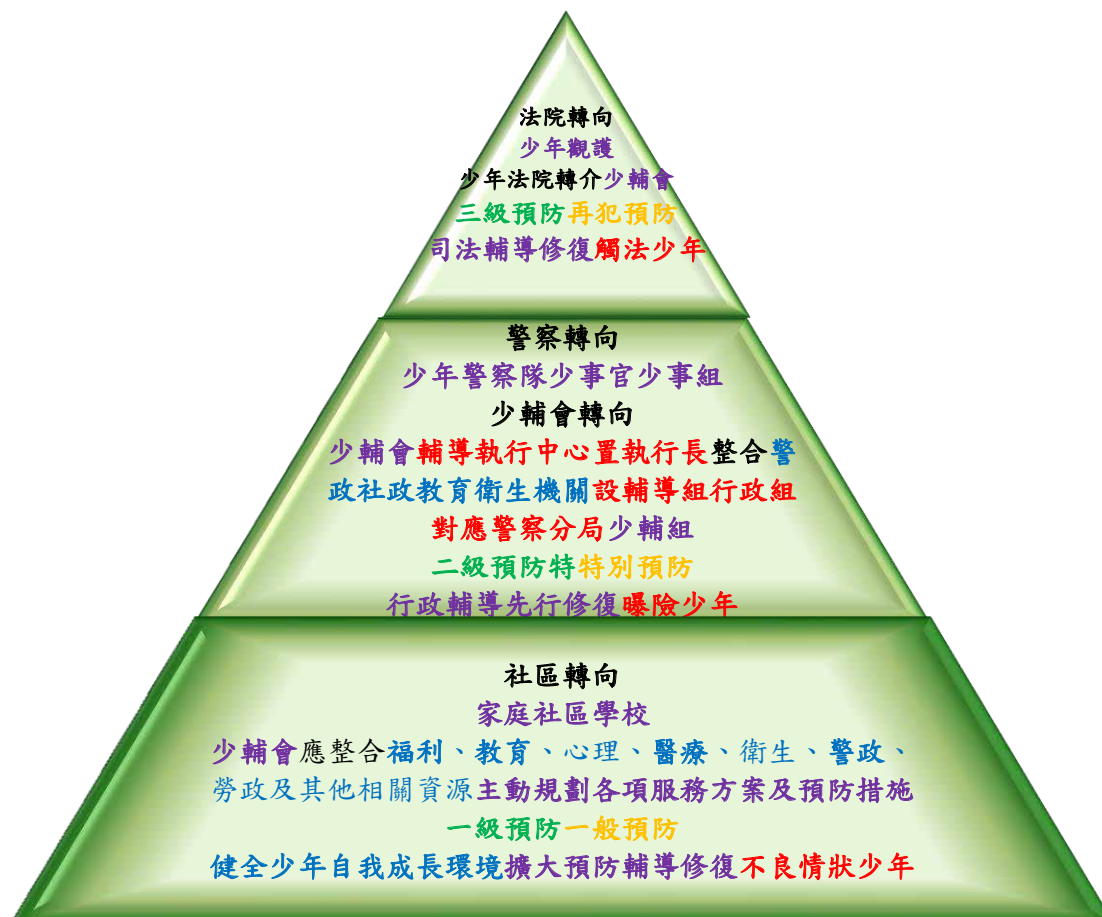 法院轉向
少年觀護
少年法院轉介少輔會
三級預防再犯預防
司法輔導修復觸法少年
警察轉向
少年警察隊少事官少事組
少輔會轉向
少輔會輔導執行中心置執行長整合警
政社政教育衛生機關設輔導組行政組
對應警察分局少輔組
二級預防特特別預防
行政輔導先行修復曝險少年
社區轉向
家庭社區學校
少輔會應整合福利、教育、心理、醫療、衛生、警政、
勞政及其他相關資源主動規劃各項服務方案及預防措施
一級預防一般預防
健全少年自我成長環境擴大預防輔導修復不良情狀少年